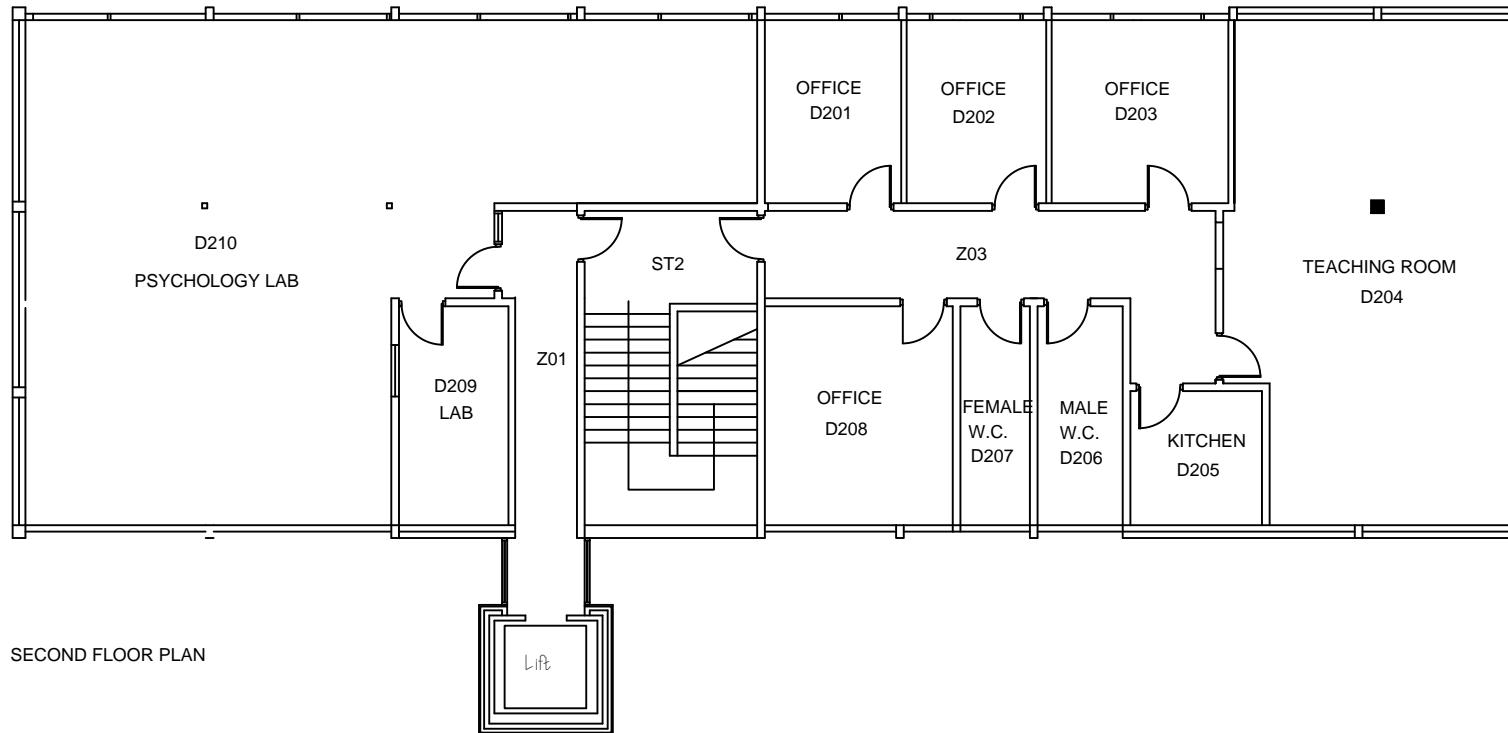 OFFICE
D201
OFFICE
D202
OFFICE
D203
D210
PSYCHOLOGY LAB
ST2
Z03
TEACHING ROOM
D204
Z01
D209
LAB
OFFICE
D208
FEMALE
W.C.
D207
MALE
W.C.
D206
KITCHEN
D205
SECOND FLOOR PLAN
Lift